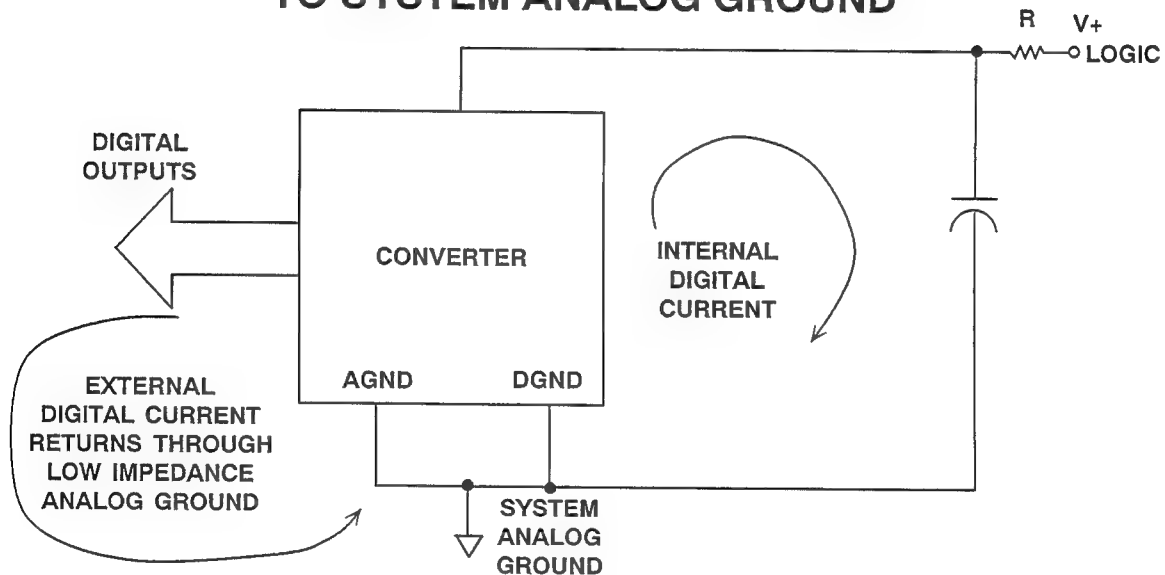 TO SYSTEM ANALOG GROUND
R V+
LOGIC
DIGITAL
OUTPUTS
CONVERTER
INTERNAL
DIGITAL
CURRENT
AGND DGND
EXTERNAL
DIGITAL CURRENT
RETURNS THROUGH
LOW IMPEDANCE
ANALOG GROUND
SYSTEM
ANALOG
GROUND